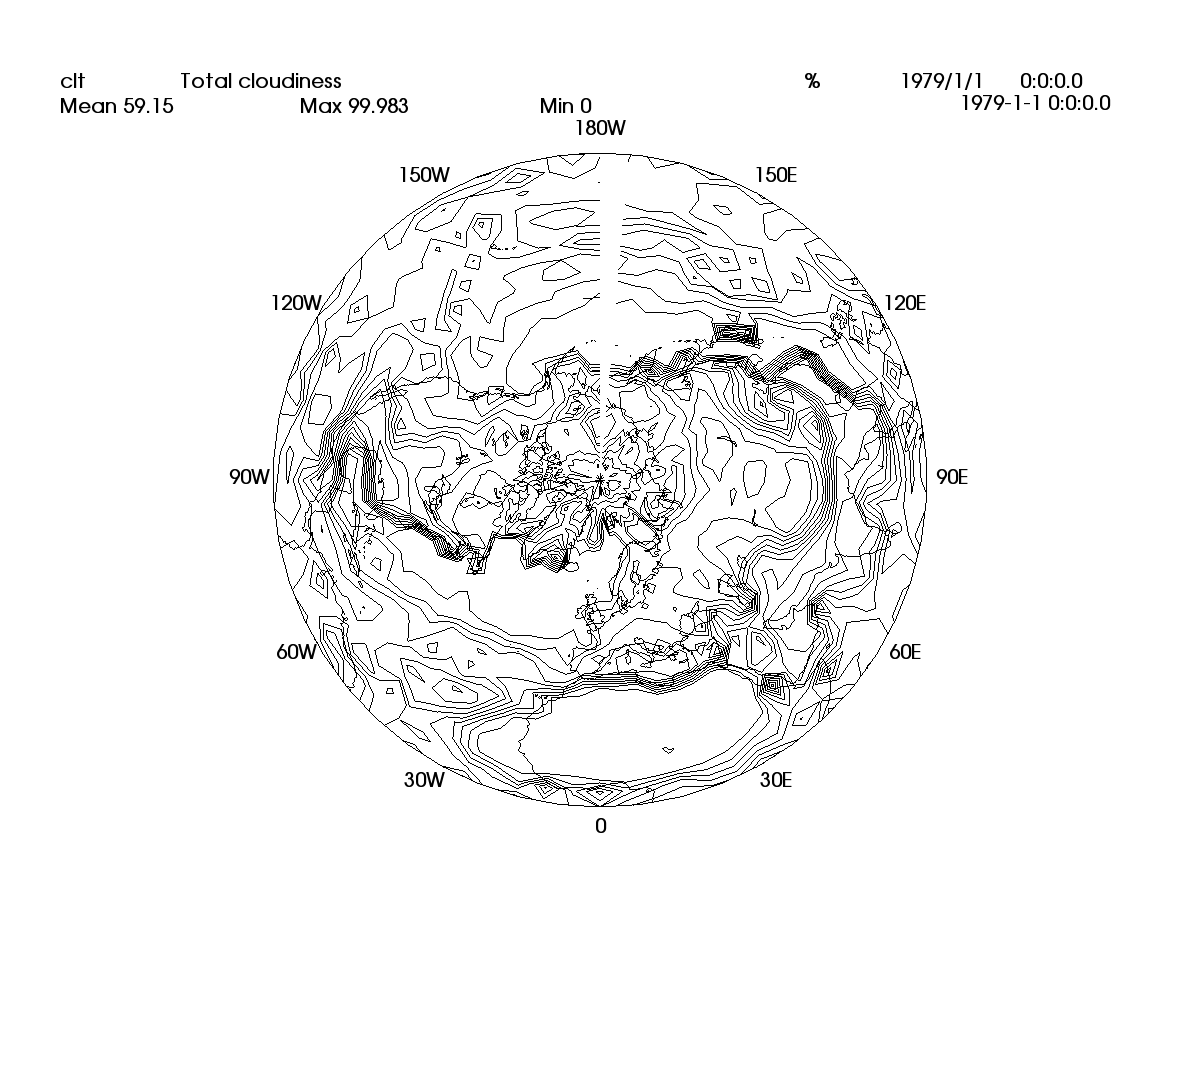 clt Total cloudiness % 1979/1/1 0:0:0.0
Mean 59.15 Max 99.983 Min 0 1979-1-1 0:0:0.0
180W
150W 150E
120W 120E
90W 90E
60W 60E
30W 30E
0